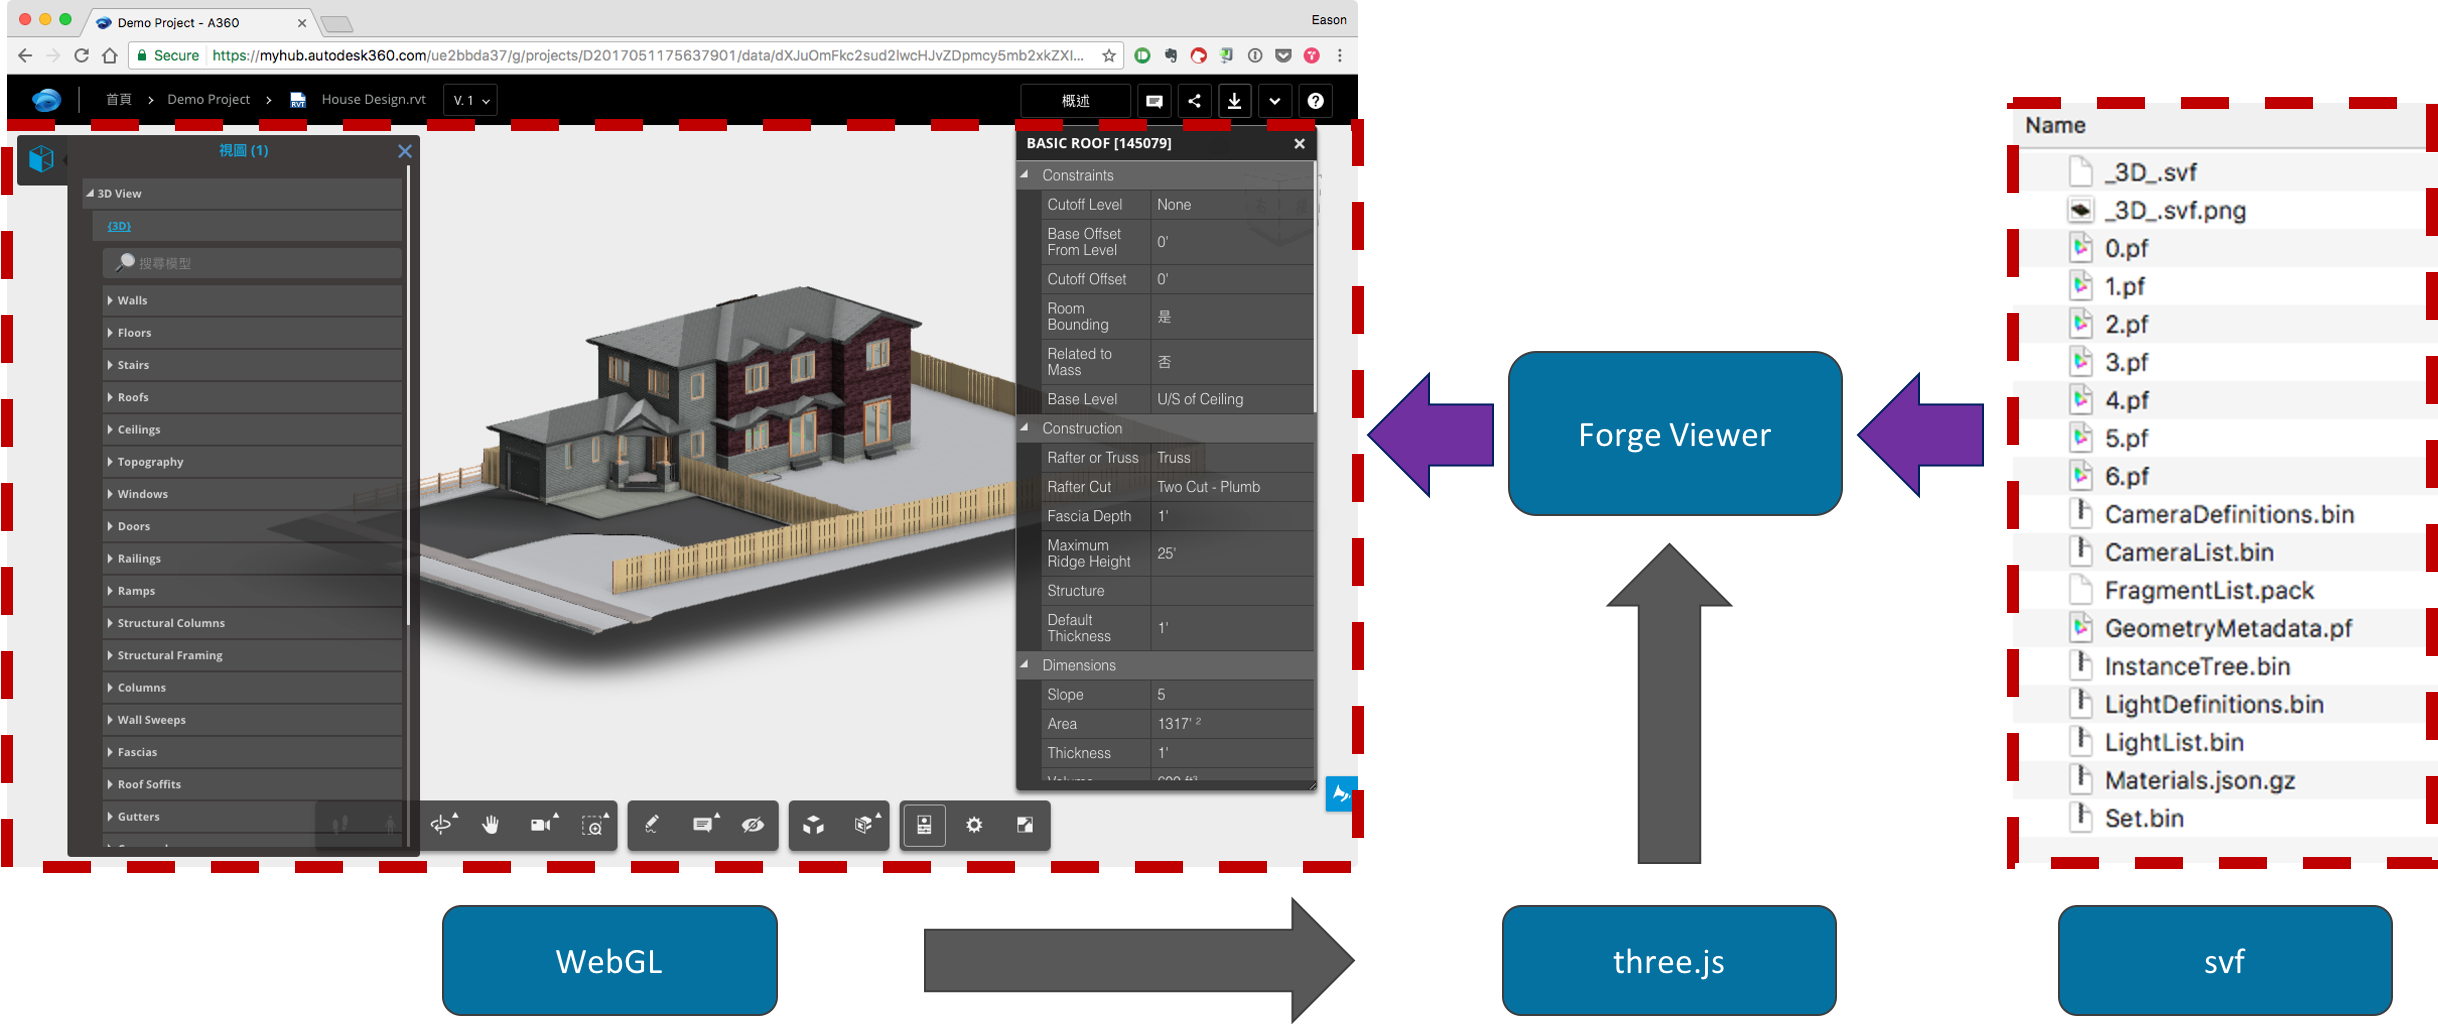 Demo Project - A360
Eason
Secure
https://myhub.autodesk360.com/ue2bbda37/g/projects/D2017051175637901/data/dXJuOmFkc2sud2lwcHJvZDpmcy5mb2xkZXI...
首頁 > Demo Project > RVT House Design.rvt V. 1
概述
視圖 (1)
3D View
{3D}
搜尋模型
Walls
Floors
Stairs
Roofs
Ceilings
Topography
Windows
Doors
Railings
Ramps
Structural Columns
Structural Framing
Columns
Wall Sweeps
Fascias
Roof Soffits
Gutters
BASIC ROOF [145079]
Constraints
Cutoff Level None
Base Offset From Level 0'
Cutoff Offset 0'
Room Bounding 是
Related to Mass 否
Base Level U/S of Ceiling
Construction
Rafter or Truss Truss
Rafter Cut Two Cut - Plumb
Fascia Depth 1'
Maximum Ridge Height 25'
Structure
Default Thickness 1'
Dimensions
Slope 5
Area 1317' ²
Thickness 1'
Forge Viewer
Name
_3D_.svf
_3D_.svf.png
0.pf
1.pf
2.pf
3.pf
4.pf
5.pf
6.pf
CameraDefinitions.bin
CameraList.bin
FragmentList.pack
GeometryMetadata.pf
InstanceTree.bin
LightDefinitions.bin
LightList.bin
Materials.json.gz
Set.bin
WebGL
three.js
svf